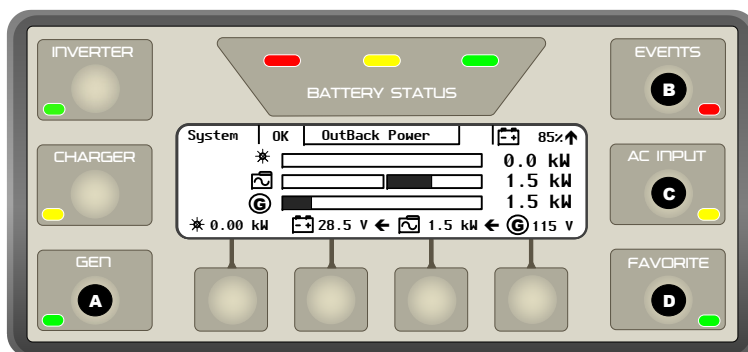 INVERTER
EVENTS
BATTERY STATUS
B
System OK OutBack Power 85%
CHARGER
0.0 kW
AC INPUT
1.5 kW
C
G 1.5 kW
0.00 kW 28.5 V 1.5 kW G 115 V
GEN
FAVORITE
A
D